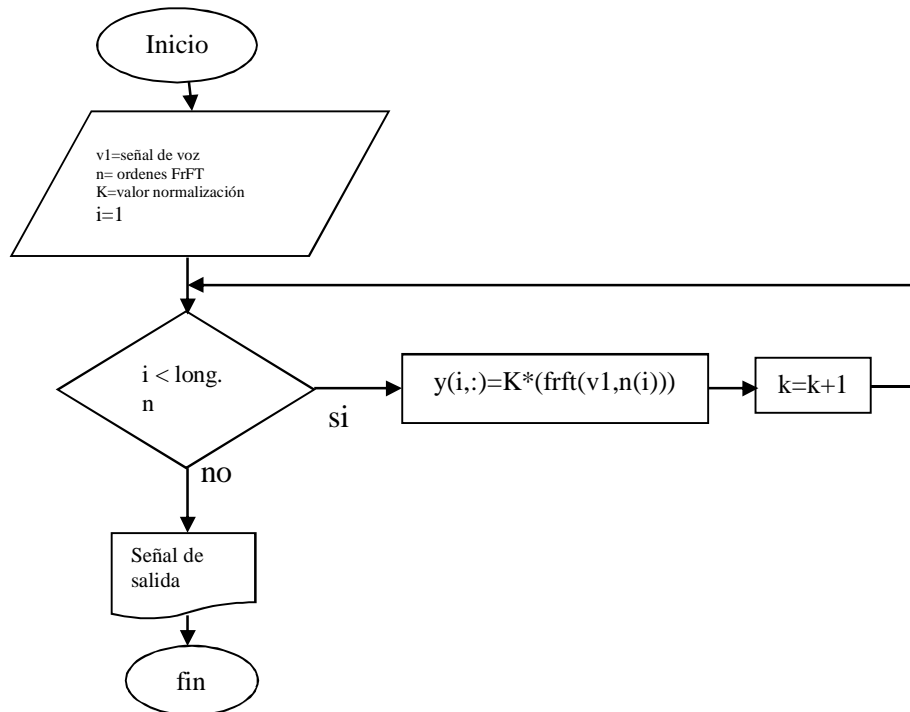 Inicio
v1=señal de voz
n= ordenes FrFT
K=valor normalización
i=1
i < long.
n
si
y(i,:)=K*(frft(v1,n(i)))
k=k+1
no
Señal de
salida
fin